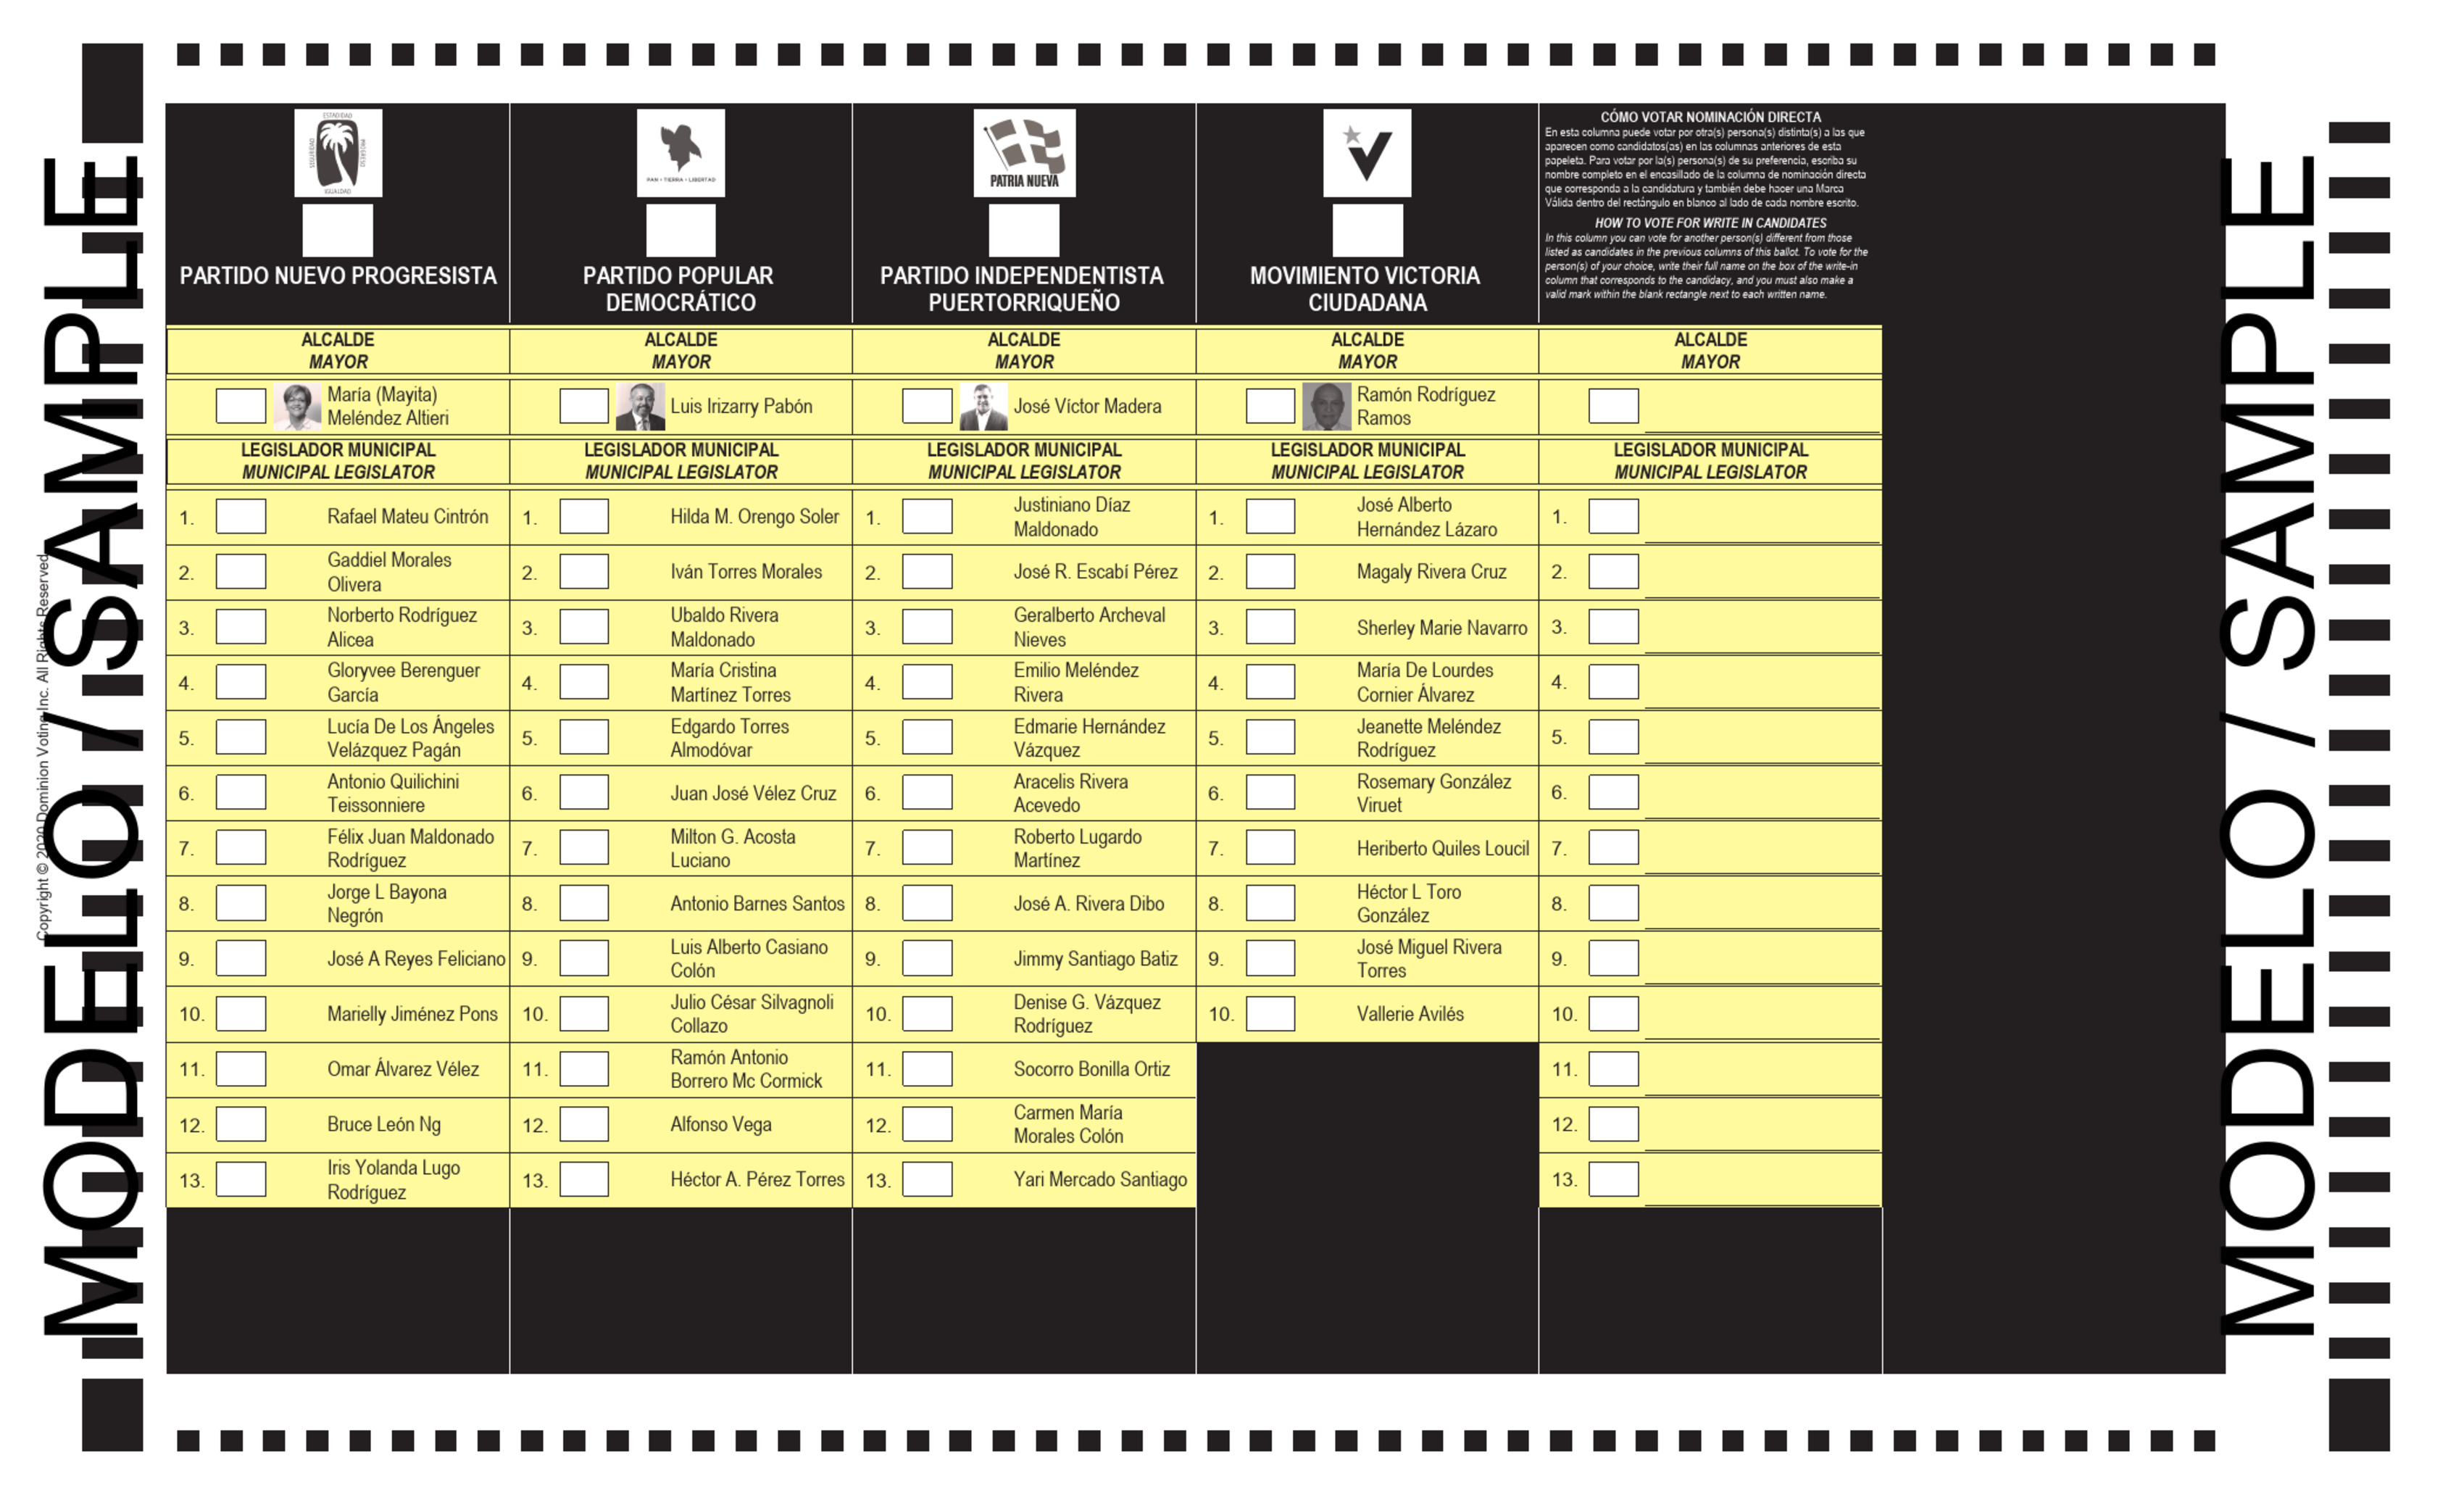 MODELO / SAMPLE
Copyright © 2020 Dominion Voting Inc. All Rights Reserved
ESTADIDAD
SEGURIDAD
PROGRESO
IGUALDAD
PARTIDO NUEVO PROGRESISTA
ALCALDE
MAYOR
María (Mayita)
Meléndez Altieri
LEGISLADOR MUNICIPAL
MUNICIPAL LEGISLATOR
1. Rafael Mateu Cintrón
2. Gaddiel Morales
Olivera
3. Norberto Rodríguez
Alicea
4. Gloryvee Berenguer
García
5. Lucía De Los Ángeles
Velázquez Pagán
6. Antonio Quilichini
Teissonniere
7. Félix Juan Maldonado
Rodríguez
8. Jorge L Bayona
Negrón
9. José A Reyes Feliciano
10. Marielly Jiménez Pons
11. Omar Álvarez Vélez
12. Bruce León Ng
13. Iris Yolanda Lugo
Rodríguez
PAN • TIERRA • LIBERTAD
PARTIDO POPULAR
DEMOCRÁTICO
ALCALDE
MAYOR
Luis Irizarry Pabón
LEGISLADOR MUNICIPAL
MUNICIPAL LEGISLATOR
1. Hilda M. Orengo Soler
2. Iván Torres Morales
3. Ubaldo Rivera
Maldonado
4. María Cristina
Martínez Torres
5. Edgardo Torres
Almodóvar
6. Juan José Vélez Cruz
7. Milton G. Acosta
Luciano
8. Antonio Barnes Santos
9. Luis Alberto Casiano
Colón
10. Julio César Silvagnoli
Collazo
11. Ramón Antonio
Borrero Mc Cormick
12. Alfonso Vega
13. Héctor A. Pérez Torres
PATRIA NUEVA
PARTIDO INDEPENDENTISTA
PUERTORRIQUEÑO
ALCALDE
MAYOR
José Víctor Madera
LEGISLADOR MUNICIPAL
MUNICIPAL LEGISLATOR
1. Justiniano Díaz
Maldonado
2. José R. Escabí Pérez
3. Geralberto Archeval
Nieves
4. Emilio Meléndez
Rivera
5. Edmarie Hernández
Vázquez
6. Aracelis Rivera
Acevedo
7. Roberto Lugardo
Martínez
8. José A. Rivera Dibo
9. Jimmy Santiago Batiz
10. Denise G. Vázquez
Rodríguez
11. Socorro Bonilla Ortiz
12. Carmen María
Morales Colón
13. Yari Mercado Santiago
MOVIMIENTO VICTORIA
CIUDADANA
ALCALDE
MAYOR
Ramón Rodríguez
Ramos
LEGISLADOR MUNICIPAL
MUNICIPAL LEGISLATOR
1. José Alberto
Hernández Lázaro
2. Magaly Rivera Cruz
3. Sherley Marie Navarro
4. María De Lourdes
Cornier Álvarez
5. Jeanette Meléndez
Rodríguez
6. Rosemary González
Viruet
7. Heriberto Quiles Loucil
8. Héctor L Toro
González
9. José Miguel Rivera
Torres
10. Vallerie Avilés
CÓMO VOTAR NOMINACIÓN DIRECTA
En esta columna puede votar por otra(s) persona(s) distinta(s) a las que
aparecen como candidatos(as) en las columnas anteriores de esta
papeleta. Para votar por la(s) persona(s) de su preferencia, escriba su
nombre completo en el encasillado de la columna de nominación directa
que corresponda a la candidatura y también debe hacer una Marca
Válida dentro del rectángulo en blanco al lado de cada nombre escrito.
HOW TO VOTE FOR WRITE IN CANDIDATES
In this column you can vote for another person(s) different from those
listed as candidates in the previous columns of this ballot. To vote for the
person(s) of your choice, write their full name on the box of the write-in
column that corresponds to the candidacy, and you must also make a
valid mark within the blank rectangle next to each written name.
ALCALDE
MAYOR
LEGISLADOR MUNICIPAL
MUNICIPAL LEGISLATOR
1.
2.
3.
4.
5.
6.
7.
8.
9.
10.
11.
12.
13.
MODELO / SAMPLE